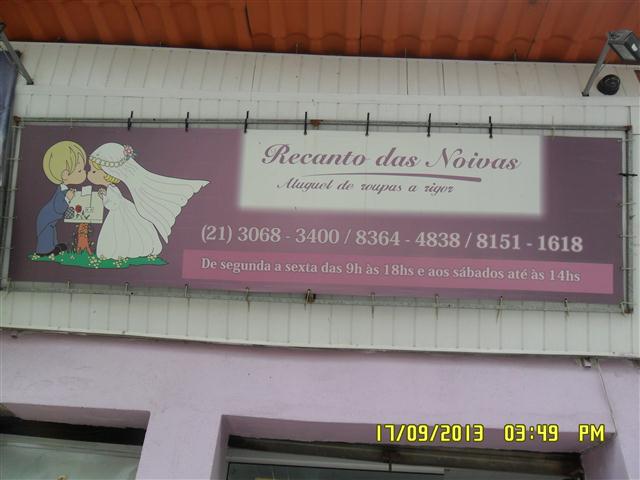 Recanto das Noivas
Aluguel de roupas a rigor
(21) 3068 - 3400 / 8364 - 4838 / 8151 - 1618
De segunda a sexta das 9h às 18hs e aos sábados até às 14hs
17/09/2013 03:49 PM